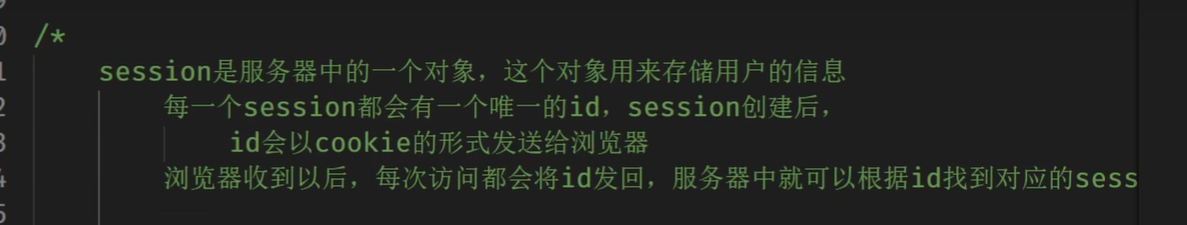 /*
session是服务器中的一个对象，这个对象用来存储用户的信息
每一个session都会有一个唯一的id，session创建后，
id会以cookie的形式发送给浏览器
浏览器收到以后，每次访问都会将id发回，服务器中就可以根据id找到对应的sess